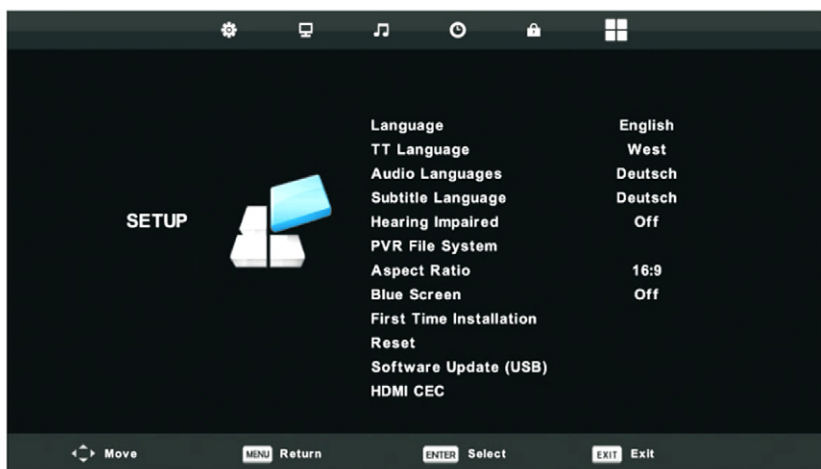 Language English
TT Language West
Audio Languages Deutsch
Subtitle Language Deutsch
SETUP
Hearing Impaired Off
PVR File System
Aspect Ratio 16:9
Blue Screen Off
First Time Installation
Reset
Software Update (USB)
HDMI CEC
Move MENU Return ENTER Select EXIT Exit